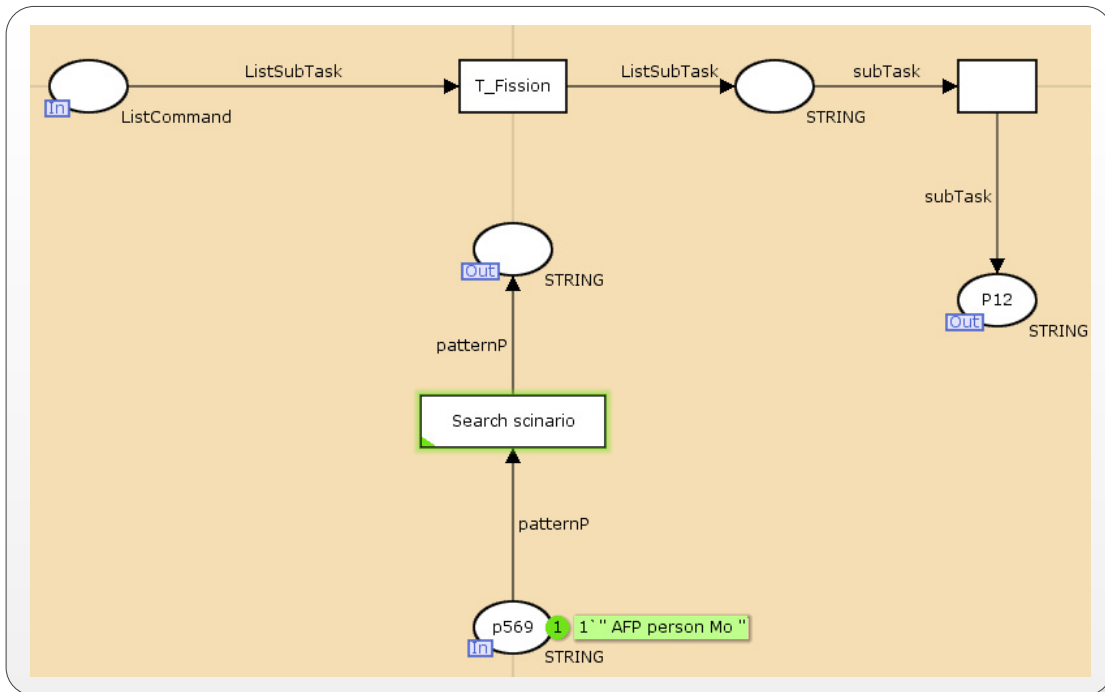 ListSubTask
T_Fission
ListSubTask
subTask
In
ListCommand
STRING
subTask
Out
STRING
P12
Out
STRING
patternP
Search scinario
patternP
p569
1
1`" AFP person Mo "
In
STRING